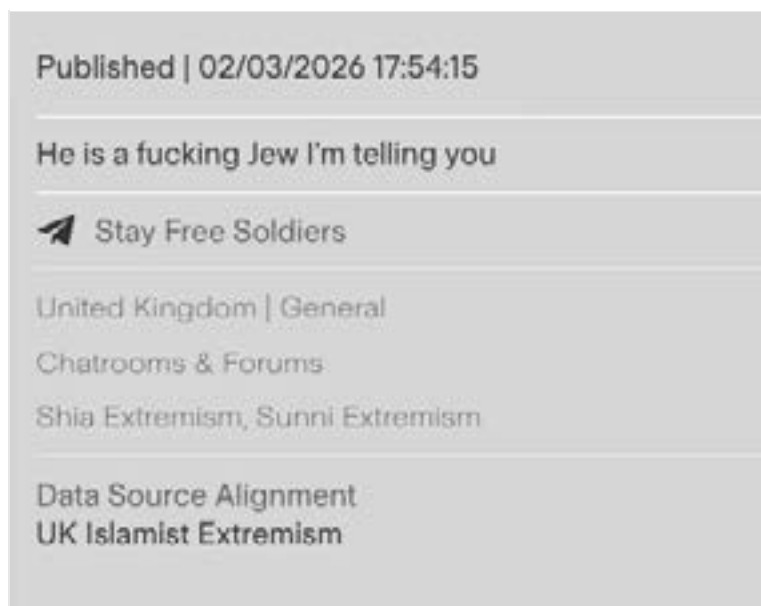 Published | 02/03/2026 17:54:15
He is a fucking Jew I'm telling you
Stay Free Soldiers
United Kingdom | General
Chatrooms & Forums
Shia Extremism, Sunni Extremism
Data Source Alignment
UK Islamist Extremism